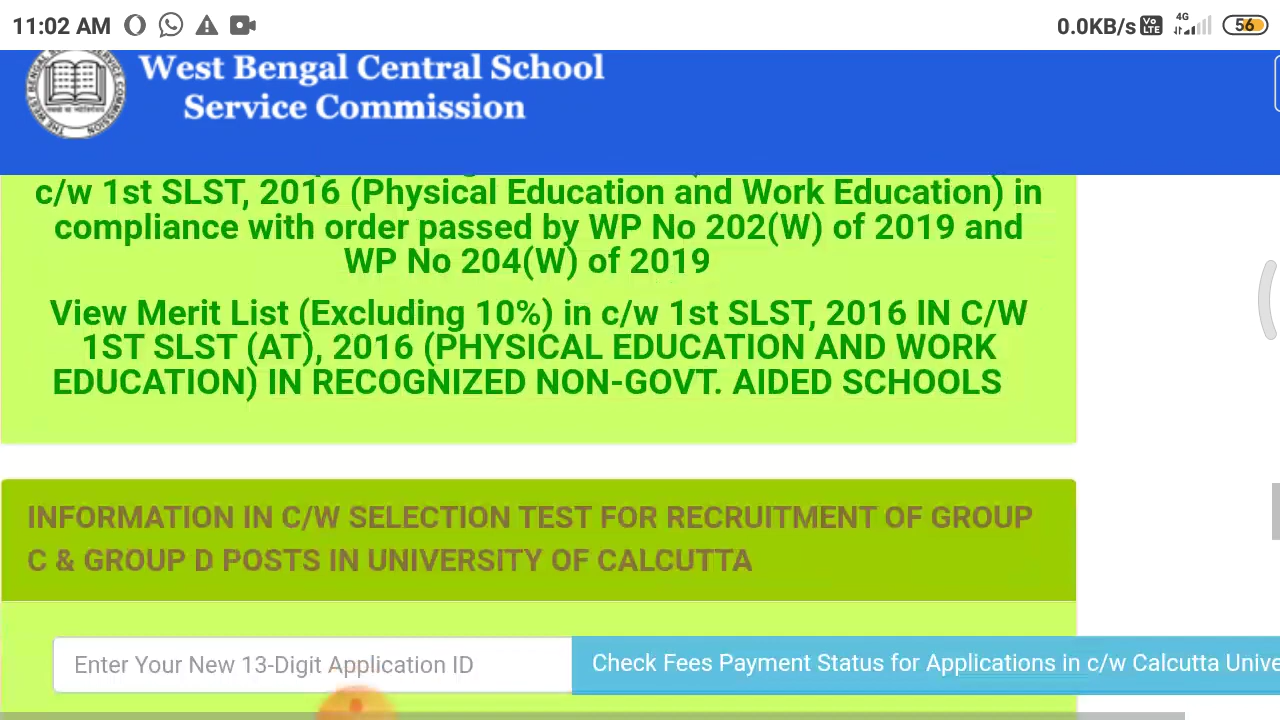 11:02 AM
0.0KB/s Vo LTE 4G 56
West Bengal Central School
Service Commission
c/w 1st SLST, 2016 (Physical Education and Work Education) in
compliance with order passed by WP No 202(W) of 2019 and
WP No 204(W) of 2019
View Merit List (Excluding 10%) in c/w 1st SLST, 2016 IN C/W
1ST SLST (AT), 2016 (PHYSICAL EDUCATION AND WORK
EDUCATION) IN RECOGNIZED NON-GOVT. AIDED SCHOOLS
INFORMATION IN C/W SELECTION TEST FOR RECRUITMENT OF GROUP
C & GROUP D POSTS IN UNIVERSITY OF CALCUTTA
Enter Your New 13-Digit Application ID
Check Fees Payment Status for Applications in c/w Calcutta Unive